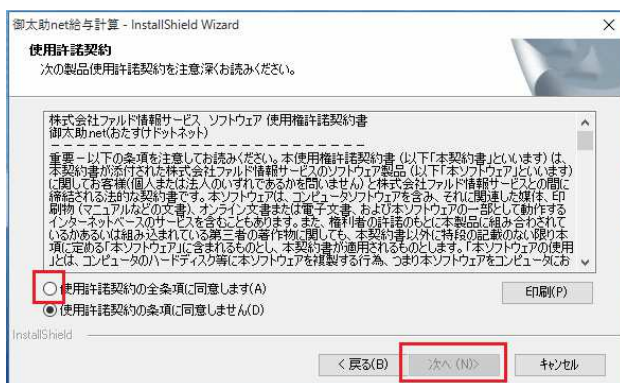 御太助net給与計算 - InstallShield Wizard
使用許諾契約
次の製品使用許諾契約を注意深くお読みください。
株式会社ファルド情報サービス ソフトウェア 使用権許諾契約書
御太助.net(おたすけドットネット)
重要－以下の条項を注意してお読みください。本使用権許諾契約書 (以下「本契約書」といいます) は、
本契約書が添付された株式会社ファルド情報サービスのソフトウェア製品 (以下「本ソフトウェア」といいます)
に関してお客様(個人または法人のいずれであるかを問いません) と株式会社ファルド情報サービスとの間に
締結される法的な契約書です。本ソフトウェアは、コンピュータソフトウェアを含み、それに関連した媒体、印
刷物 (マニュアルなどの文書)、オンライン文書または電子文書、および本ソフトウェアの一部として動作する
インターネットベースのサービスを含むこともあります。また、権利者の許諾のもとに本製品に組み合わされて
いるかあるいは組み込まれている第三者の著作物に関しても、本契約書以外に特段の記載のない限り本
項に定める「本ソフトウェア」に含まれるものとし、本契約書が適用されるものとします。「本ソフトウェアの使用
」とは、コンピュータのハードディスク等に本ソフトウェアを複製する行為、つまり本ソフトウェアをコンピュータにお
使用許諾契約の全条項に同意します(A)
印刷(P)
使用許諾契約の条項に同意しません(D)
InstallShield
< 戻る(B)
次へ (N)>
キャンセル